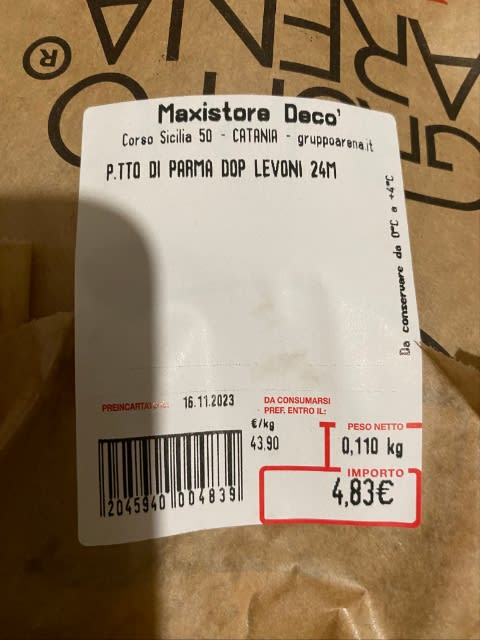 GRUPPO
ARENA
®
Maxistore Deco'
Corso Sicilia 50 - CATANIA - gruppoarena.it
P.TTO DI PARMA DOP LEVONI 24M
Da conservare da 0°C a +4°C
PREINCARTATO IL: 16.11.2023
DA CONSUMARSI
PREF. ENTRO IL:
€/kg
43,90
PESO NETTO
0,110 kg
IMPORTO
4,83€
2045940 004839